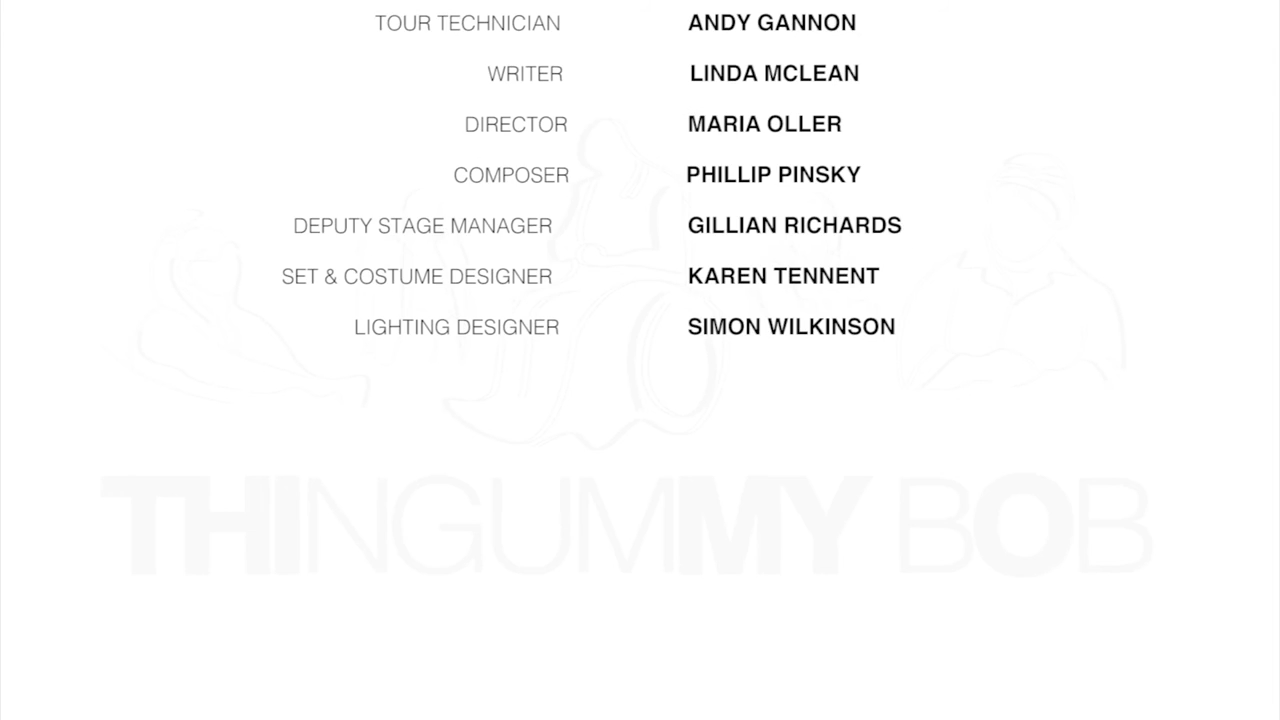 TOUR TECHNICIAN ANDY GANNON
WRITER LINDA MCLEAN
DIRECTOR MARIA OLLER
COMPOSER PHILLIP PINSKY
DEPUTY STAGE MANAGER GILLIAN RICHARDS
SET & COSTUME DESIGNER KAREN TENNENT
LIGHTING DESIGNER SIMON WILKINSON
THINGUMMY BOB